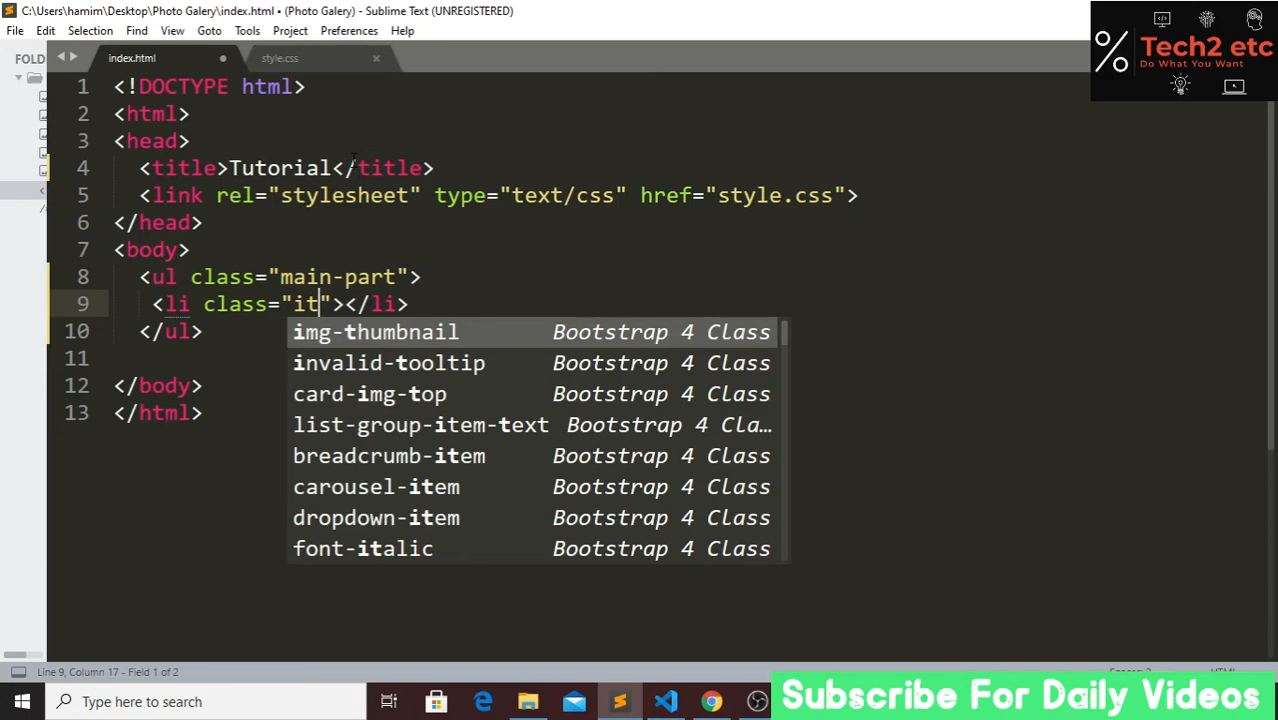 C:\Users\hamim\Desktop\Photo Galery\index.html • (Photo Galery) - Sublime Text (UNREGISTERED)
File Edit Selection Find View Goto Tools Project Preferences Help
Tech2 etc
Do What You Want
FOLD
index.html
style.css
1 <!DOCTYPE html>
2 <html>
3 <head>
4 <title>Tutorial</title>
5 <link rel="stylesheet" type="text/css" href="style.css">
6 </head>
7 <body>
8 <ul class="main-part">
9 <li class="it"></li>
10 </ul>
11
12 </body>
13 </html>
img-thumbnail Bootstrap 4 Class
invalid-tooltip Bootstrap 4 Class
card-img-top Bootstrap 4 Class
list-group-item-text Bootstrap 4 Cla…
breadcrumb-item Bootstrap 4 Class
carousel-item Bootstrap 4 Class
dropdown-item Bootstrap 4 Class
font-italic Bootstrap 4 Class
Line 9, Column 17 - Field 1 of 2
Type here to search
Subscribe For Daily Videos